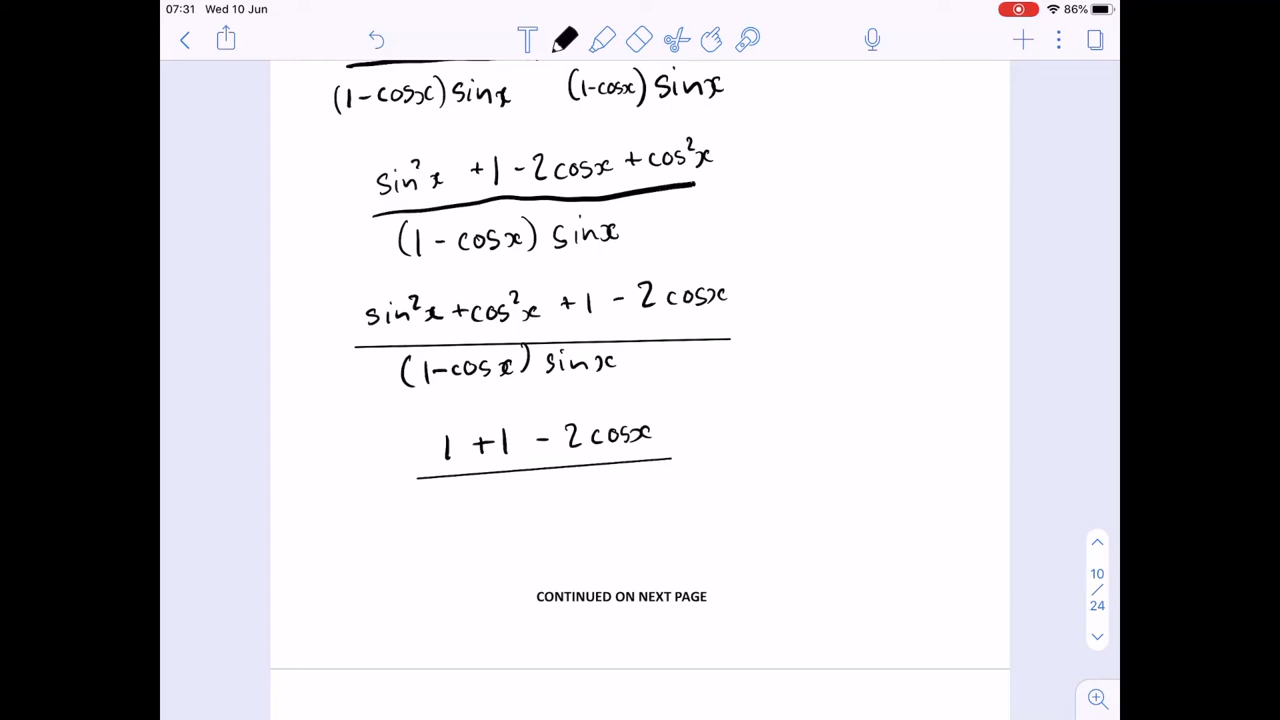 07:31 Wed 10 Jun 86%
(1-cosx) sinx (1-cosx) sinx
sin²x +1 -2cosx +cos²x
(1 - cosx) sinx
sin²x +cos²x +1 - 2cosx
(1-cosx) sinx
1 +1 - 2cosx
10
/
24
CONTINUED ON NEXT PAGE